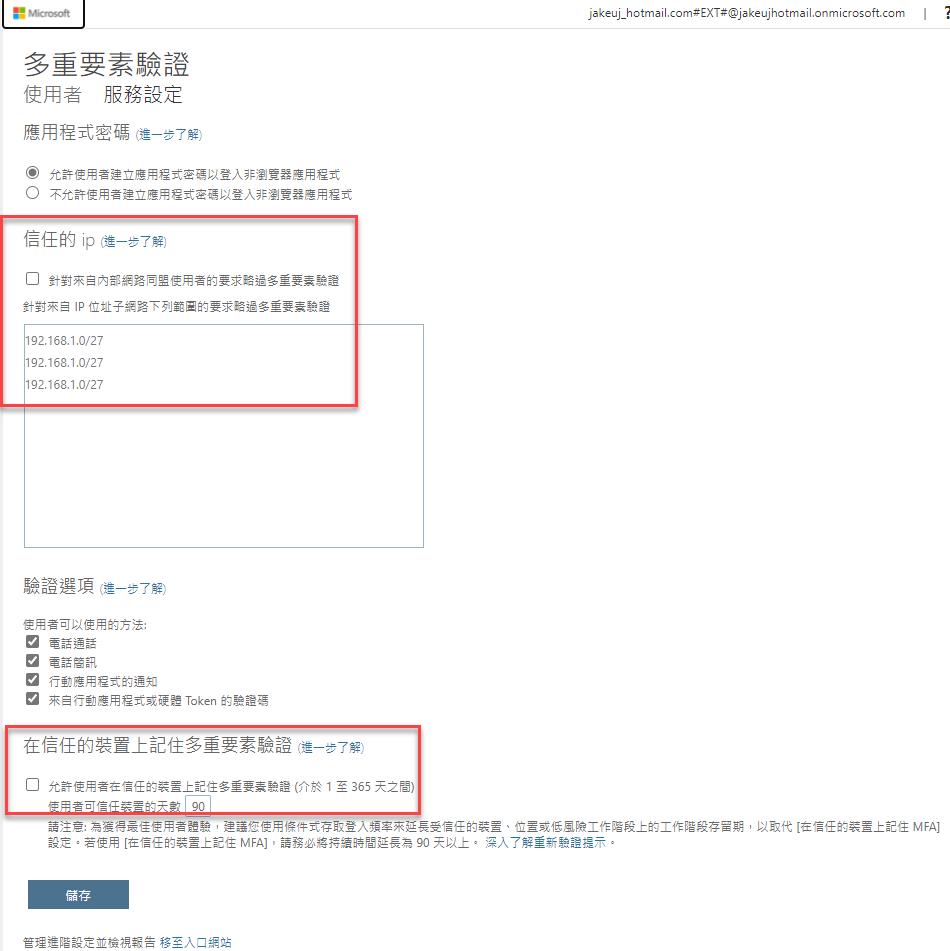 Microsoft
jakeuj_hotmail.com#EXT#@jakeujhotmail.onmicrosoft.com | ?
多重要素驗證
使用者 服務設定
應用程式密碼 (進一步了解)
允許使用者建立應用程式密碼以登入非瀏覽器應用程式
不允許使用者建立應用程式密碼以登入非瀏覽器應用程式
信任的 ip (進一步了解)
針對來自內部網路同盟使用者的要求略過多重要素驗證
針對來自 IP 位址子網路下列範圍的要求略過多重要素驗證
192.168.1.0/27
192.168.1.0/27
192.168.1.0/27
驗證選項 (進一步了解)
使用者可以使用的方法:
電話通話
電話簡訊
行動應用程式的通知
來自行動應用程式或硬體 Token 的驗證碼
在信任的裝置上記住多重要素驗證 (進一步了解)
允許使用者在信任的裝置上記住多重要素驗證 (介於 1 至 365 天之間)
使用者可信任裝置的天數 90
請注意: 為獲得最佳使用者體驗，建議您使用條件式存取登入頻率來延長受信任的裝置、位置或低風險工作階段上的工作階段存留期，以取代 [在信任的裝置上記住 MFA]
設定。若使用 [在信任的裝置上記住 MFA]，請務必將持續時間延長為 90 天以上。 深入了解重新驗證提示。
儲存
管理進階設定並檢視報告 移至入口網站